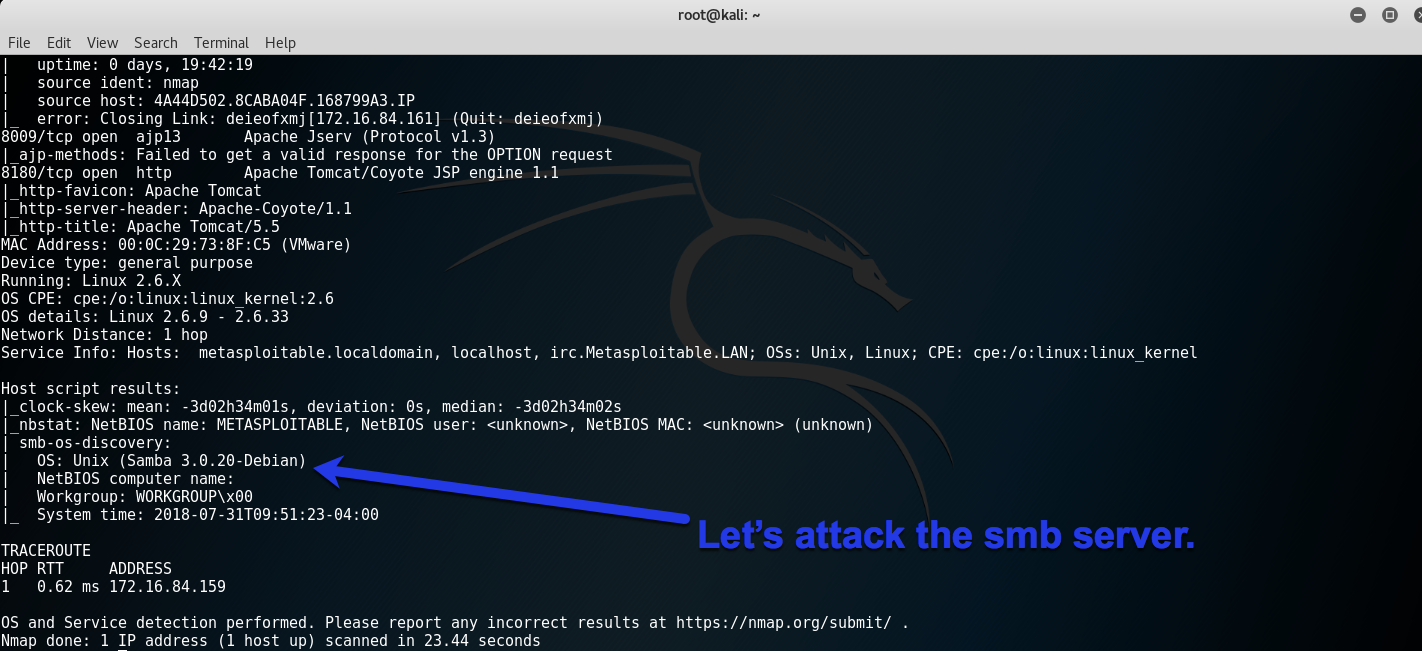 root@kali: ~
File Edit View Search Terminal Help
|   uptime: 0 days, 19:42:19
|   source ident: nmap
|   source host: 4A44D502.8CABA04F.168799A3.IP
|_  error: Closing Link: deieofxmj[172.16.84.161] (Quit: deieofxmj)
8009/tcp open  ajp13       Apache Jserv (Protocol v1.3)
|_ajp-methods: Failed to get a valid response for the OPTION request
8180/tcp open  http        Apache Tomcat/Coyote JSP engine 1.1
|_http-favicon: Apache Tomcat
|_http-server-header: Apache-Coyote/1.1
|_http-title: Apache Tomcat/5.5
MAC Address: 00:0C:29:73:8F:C5 (VMware)
Device type: general purpose
Running: Linux 2.6.X
OS CPE: cpe:/o:linux:linux_kernel:2.6
OS details: Linux 2.6.9 - 2.6.33
Network Distance: 1 hop
Service Info: Hosts:  metasploitable.localdomain, localhost, irc.Metasploitable.LAN; OSs: Unix, Linux; CPE: cpe:/o:linux:linux_kernel
Host script results:
|_clock-skew: mean: -3d02h34m01s, deviation: 0s, median: -3d02h34m02s
|_nbstat: NetBIOS name: METASPLOITABLE, NetBIOS user: <unknown>, NetBIOS MAC: <unknown> (unknown)
| smb-os-discovery:
|   OS: Unix (Samba 3.0.20-Debian)
|   NetBIOS computer name:
|   Workgroup: WORKGROUP\x00
|_  System time: 2018-07-31T09:51:23-04:00
Let's attack the smb server.
TRACEROUTE
HOP RTT     ADDRESS
1   0.62 ms 172.16.84.159
OS and Service detection performed. Please report any incorrect results at https://nmap.org/submit/ .
Nmap done: 1 IP address (1 host up) scanned in 23.44 seconds